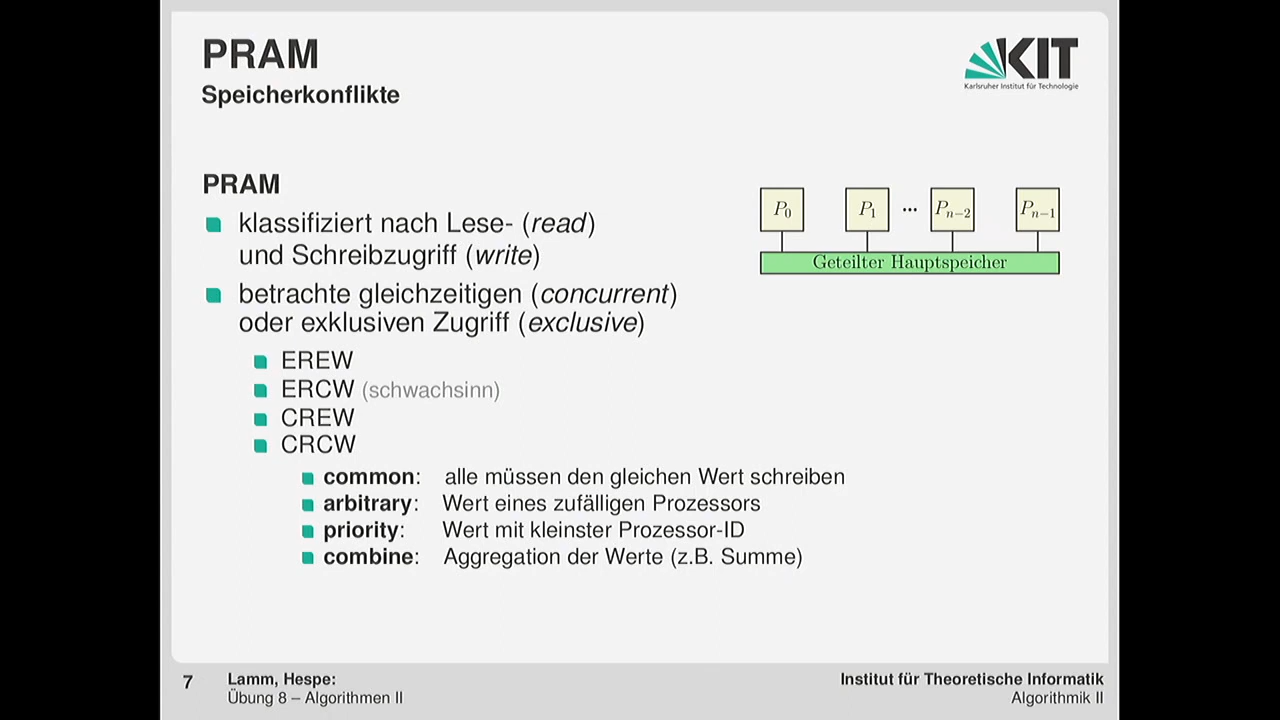 PRAM
Speicherkonflikte
KIT
Karlsruher Institut für Technologie
PRAM
klassifiziert nach Lese- (read)
und Schreibzugriff (write)
betrachte gleichzeitigen (concurrent)
oder exklusiven Zugriff (exclusive)
EREW
ERCW (schwachsinn)
CREW
CRCW
common: alle müssen den gleichen Wert schreiben
arbitrary: Wert eines zufälligen Prozessors
priority: Wert mit kleinster Prozessor-ID
combine: Aggregation der Werte (z.B. Summe)
P0 P1 ··· Pn−2 Pn−1
Geteilter Hauptspeicher
7 Lamm, Hespe:
Übung 8 – Algorithmen II
Institut für Theoretische Informatik
Algorithmik II